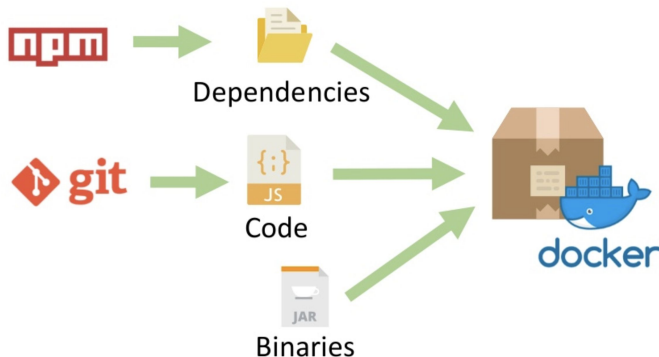 npm
Dependencies
git
{;}
JS
Code
docker
JAR
Binaries